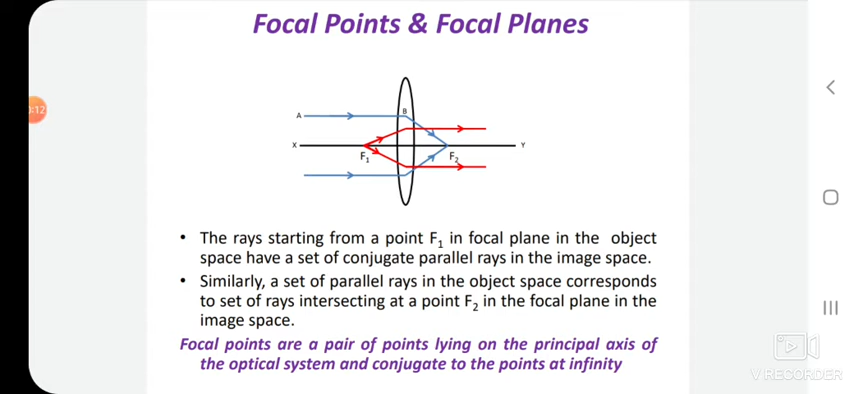 Focal Points & Focal Planes
A
B
X
Y
F1
F2
:12
• The rays starting from a point F1 in focal plane in the object
space have a set of conjugate parallel rays in the image space.
• Similarly, a set of parallel rays in the object space corresponds
to set of rays intersecting at a point F2 in the focal plane in the
image space.
Focal points are a pair of points lying on the principal axis of
the optical system and conjugate to the points at infinity
V RECORDER